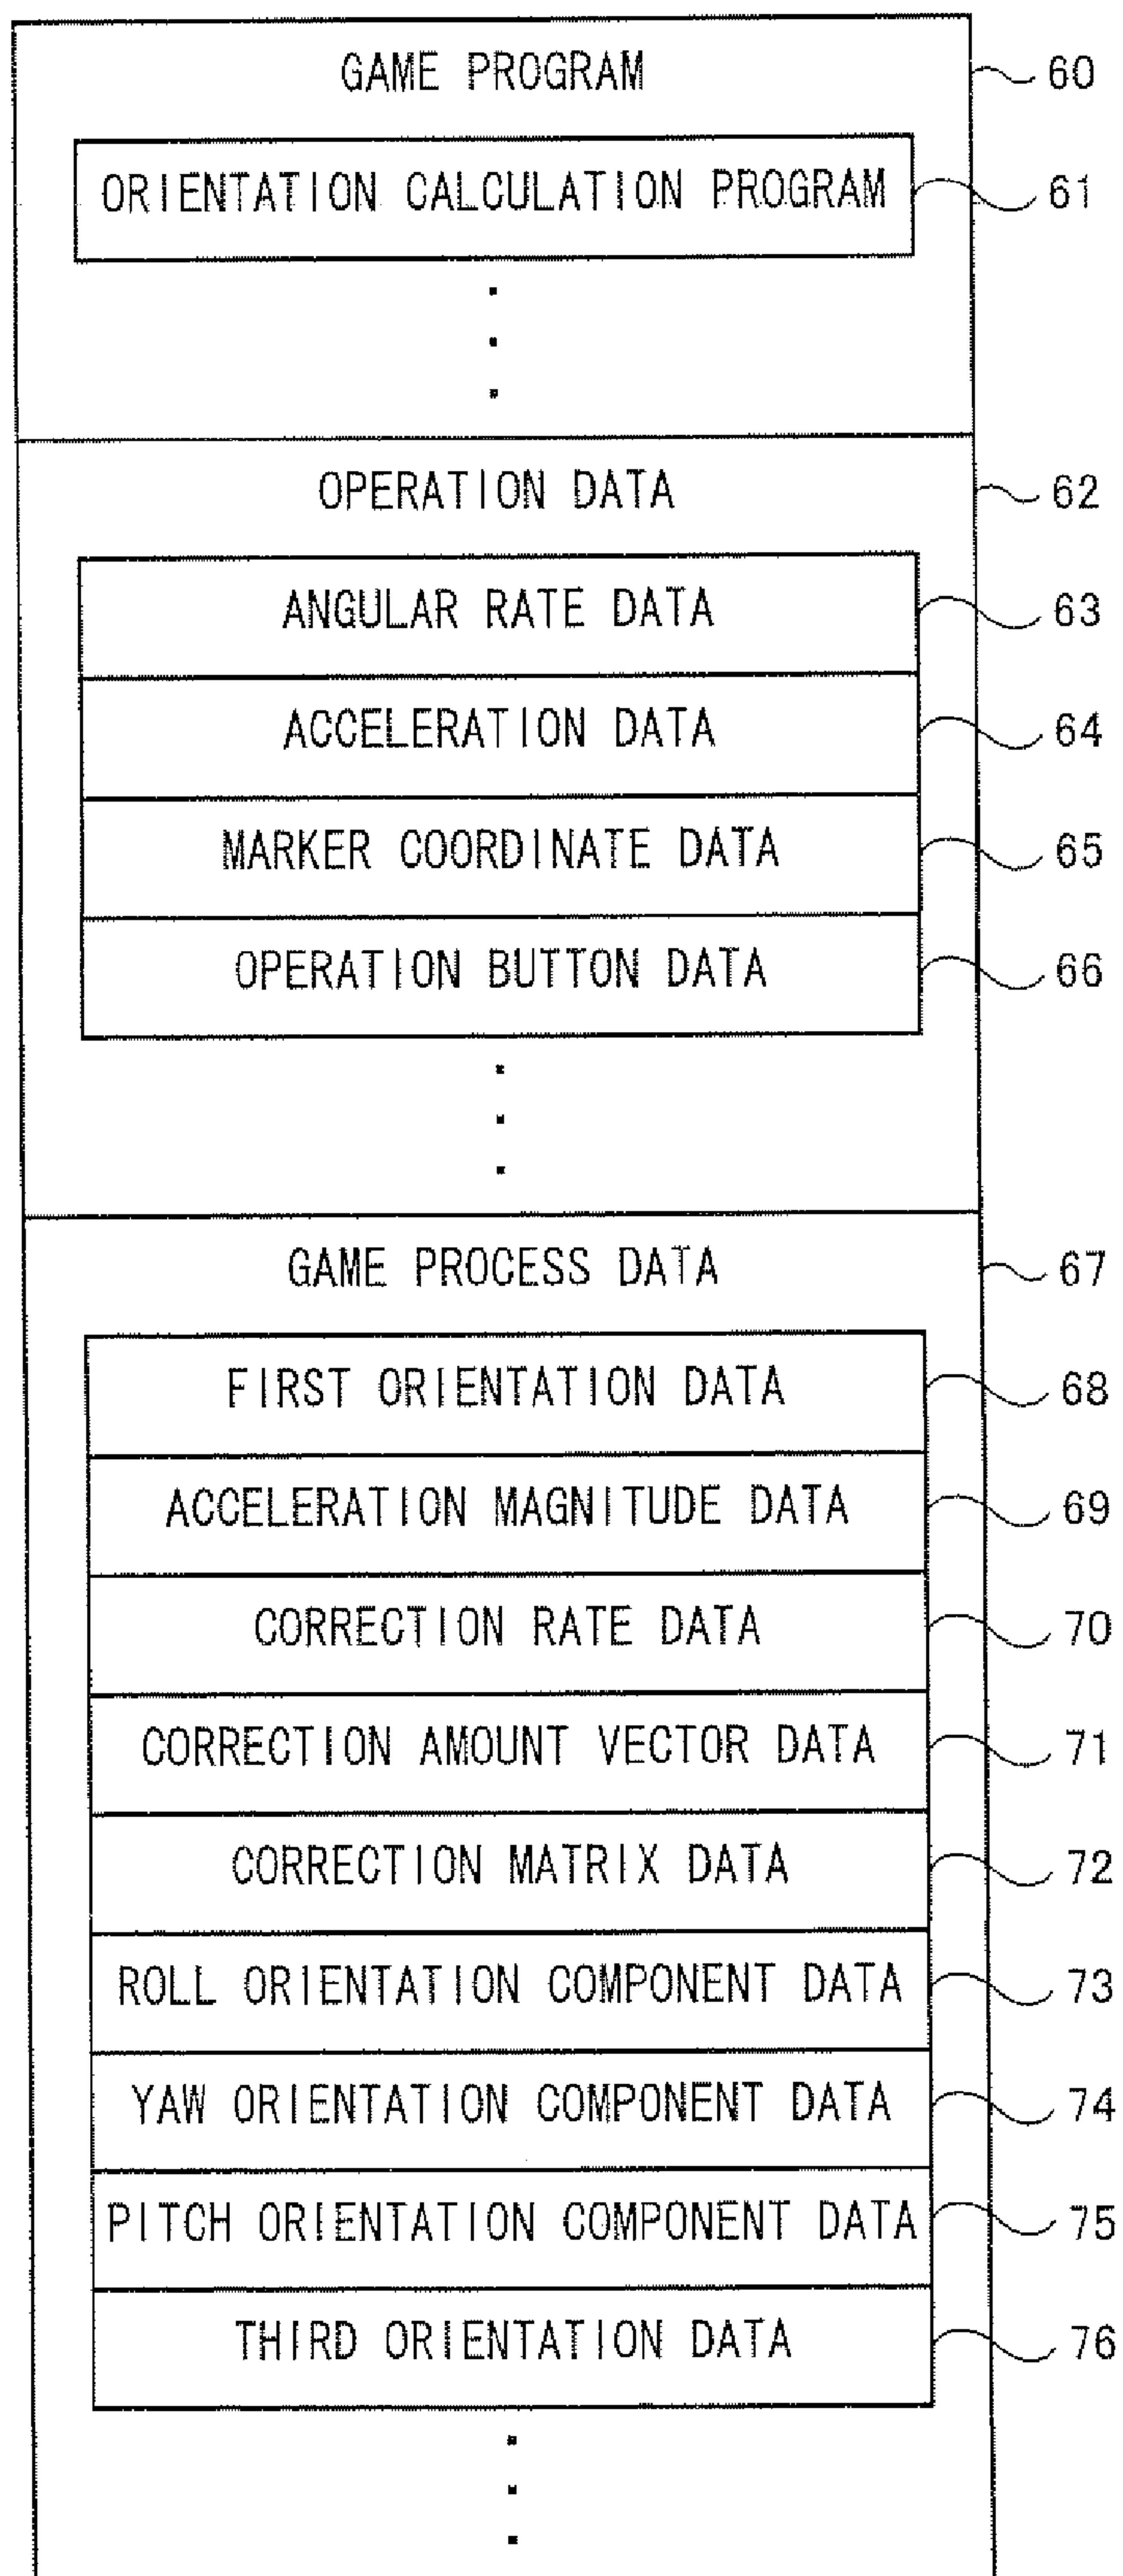 GAME PROGRAM 60
ORIENTATION CALCULATION PROGRAM 61
OPERATION DATA 62
ANGULAR RATE DATA 63
ACCELERATION DATA 64
MARKER COORDINATE DATA 65
OPERATION BUTTON DATA 66
GAME PROCESS DATA 67
FIRST ORIENTATION DATA 68
ACCELERATION MAGNITUDE DATA 69
CORRECTION RATE DATA 70
CORRECTION AMOUNT VECTOR DATA 71
CORRECTION MATRIX DATA 72
ROLL ORIENTATION COMPONENT DATA 73
YAW ORIENTATION COMPONENT DATA 74
PITCH ORIENTATION COMPONENT DATA 75
THIRD ORIENTATION DATA 76